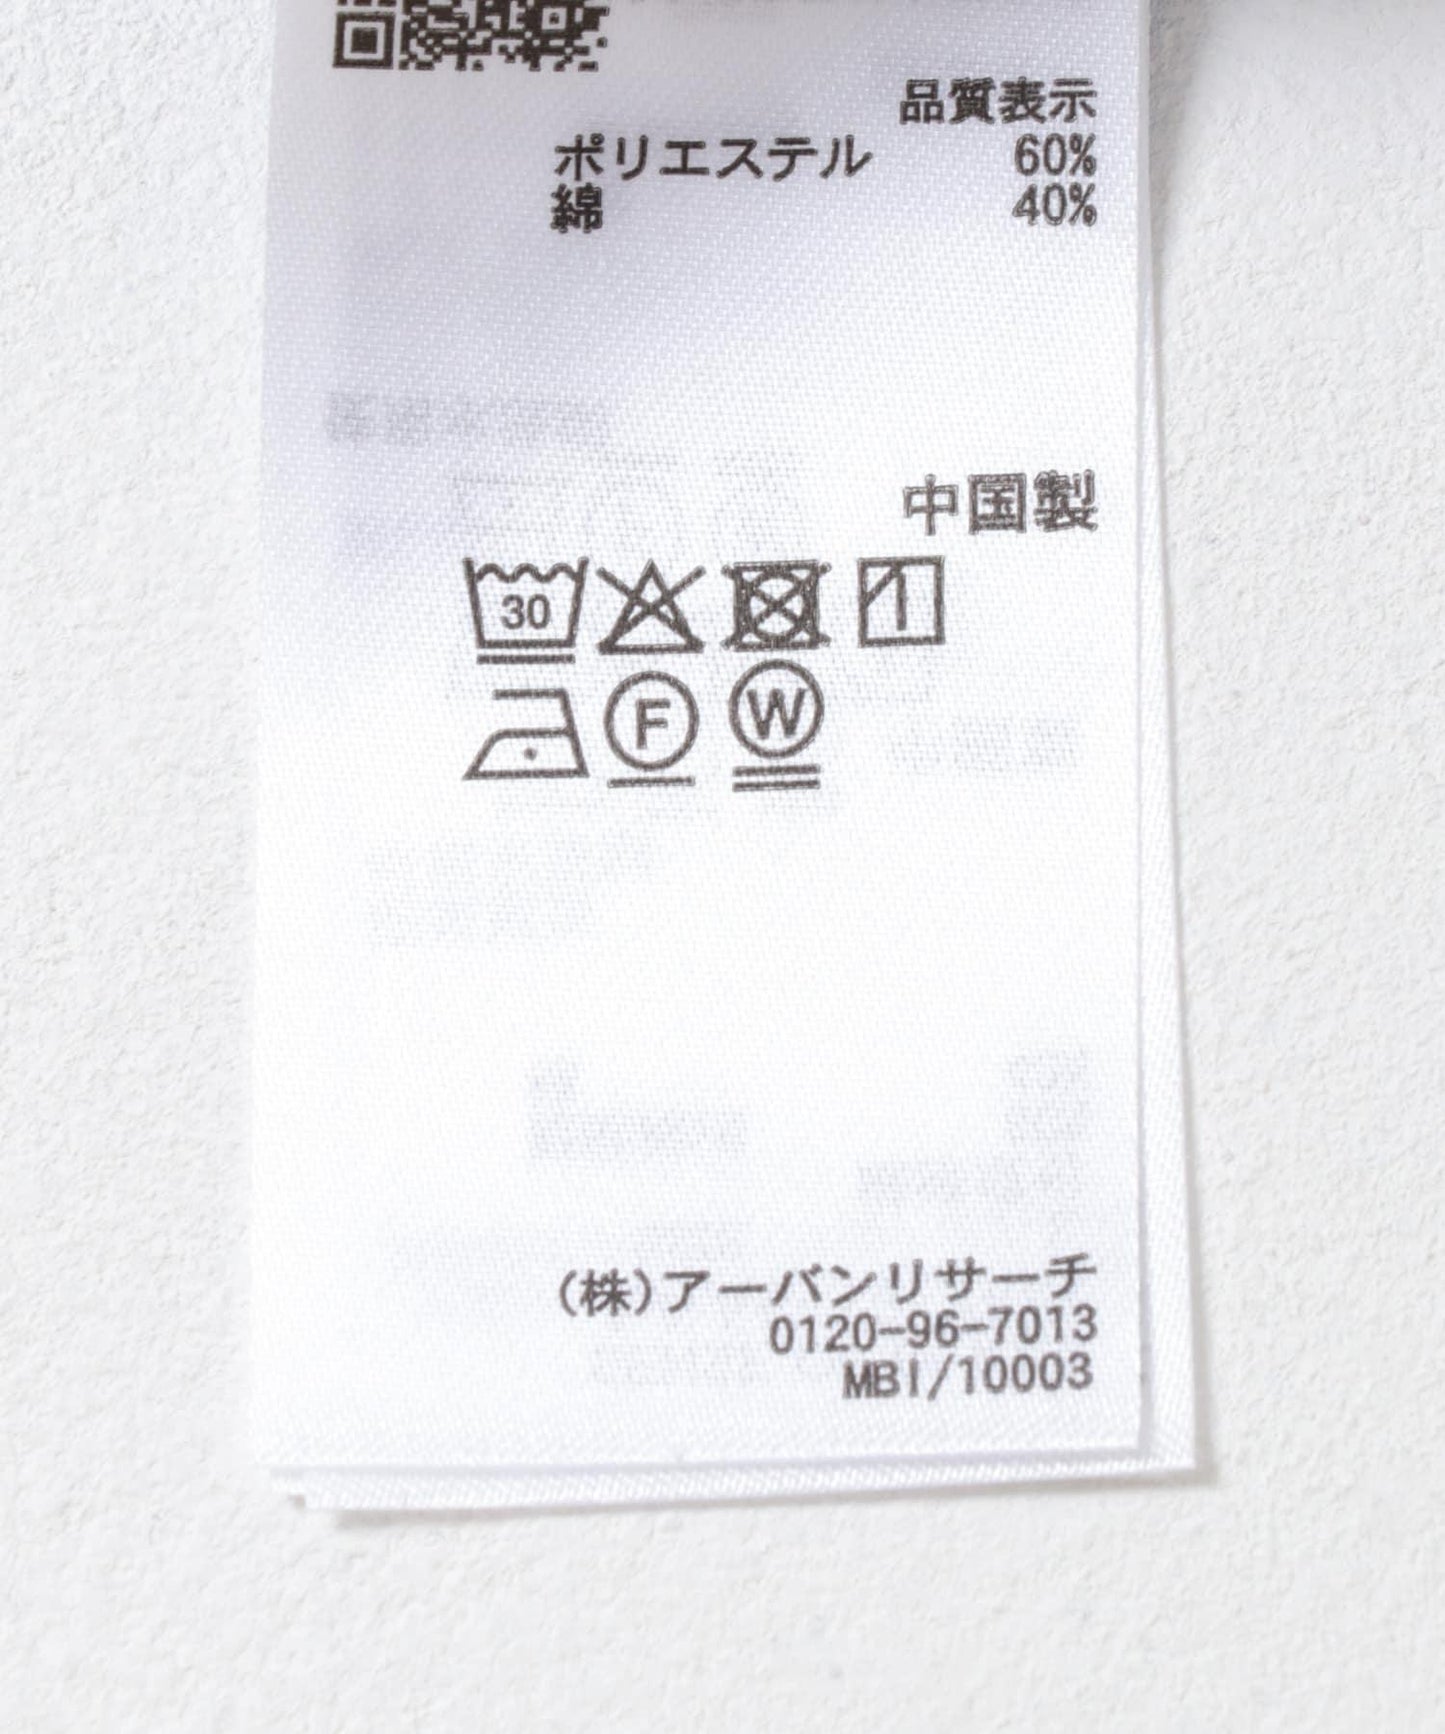 品質表示
ポリエステル 60%
綿 40%
中国製
30
F W
(株)アーバンリサーチ
0120-96-7013
MBI/10003